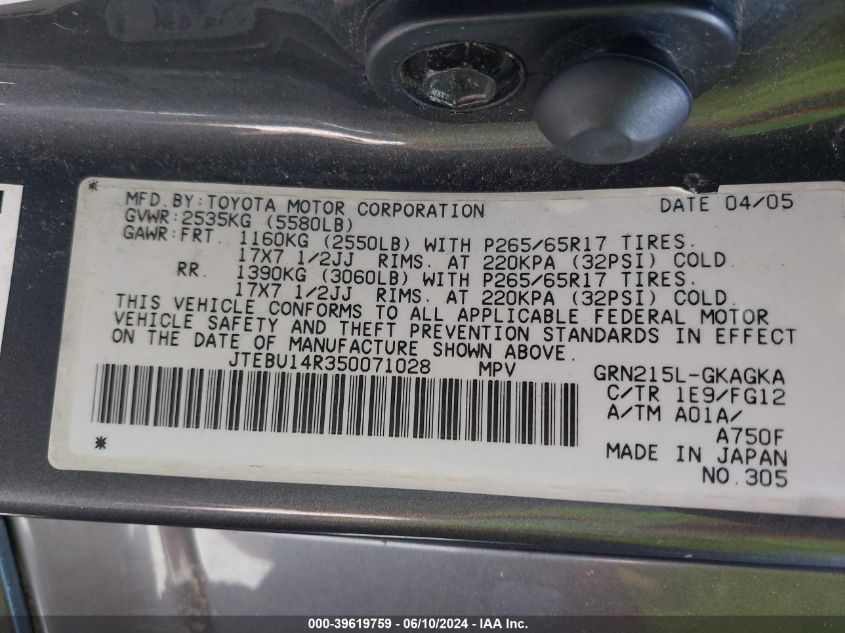 * MFD.BY:TOYOTA MOTOR CORPORATION DATE 04/05
GVWR:2535KG (5580LB)
GAWR:FRT. 1160KG (2550LB) WITH P265/65R17 TIRES.
17X7 1/2JJ RIMS. AT 220KPA (32PSI) COLD.
RR. 1390KG (3060LB) WITH P265/65R17 TIRES.
17X7 1/2JJ RIMS. AT 220KPA (32PSI) COLD.
THIS VEHICLE CONFORMS TO ALL APPLICABLE FEDERAL MOTOR
VEHICLE SAFETY AND THEFT PREVENTION STANDARDS IN EFFECT
ON THE DATE OF MANUFACTURE SHOWN ABOVE.
JTEBU14R350071028 MPV GRN215L-GKAGKA
C/TR 1E9/FG12
A/TM A01A/
A750F
* MADE IN JAPAN
NO.305
000-39619759 - 06/10/2024 - IAA Inc.